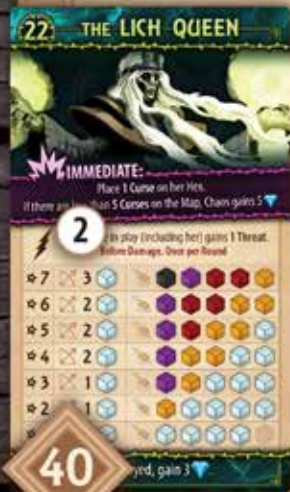 22 THE LICH QUEEN
IMMEDIATE:
Place 1 Curse on her Hex.
If there are than 5 Curses on the Map, Chaos gains 5
2
in play (including her) gains 1 Threat.
Before Damage, Once per Round
7 3
6 2
5 2
4 2
3 1
2 1
40
gain 3